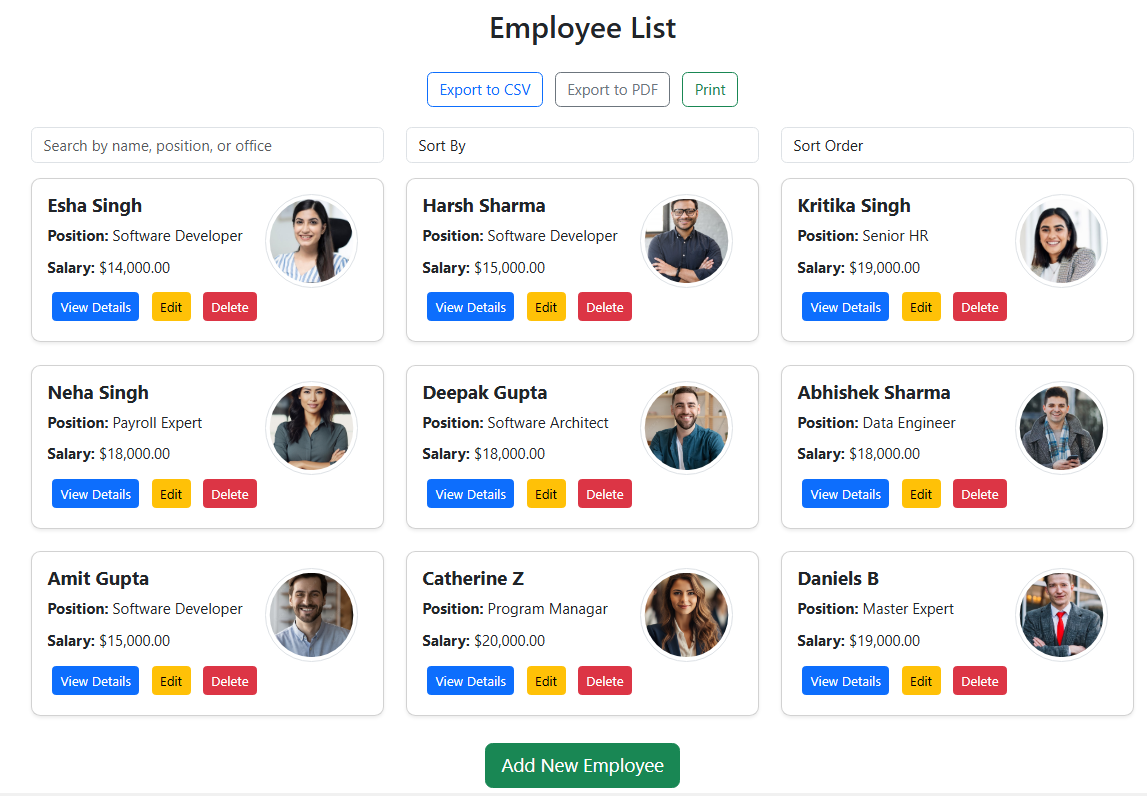 Employee List
Export to CSV
Export to PDF
Print
Search by name, position, or office
Sort By
Sort Order
Esha Singh
Position: Software Developer
Salary: $14,000.00
View Details
Edit
Delete
Harsh Sharma
Position: Software Developer
Salary: $15,000.00
View Details
Edit
Delete
Kritika Singh
Position: Senior HR
Salary: $19,000.00
View Details
Edit
Delete
Neha Singh
Position: Payroll Expert
Salary: $18,000.00
View Details
Edit
Delete
Deepak Gupta
Position: Software Architect
Salary: $18,000.00
View Details
Edit
Delete
Abhishek Sharma
Position: Data Engineer
Salary: $18,000.00
View Details
Edit
Delete
Amit Gupta
Position: Software Developer
Salary: $15,000.00
View Details
Edit
Delete
Catherine Z
Position: Program Managar
Salary: $20,000.00
View Details
Edit
Delete
Daniels B
Position: Master Expert
Salary: $19,000.00
View Details
Edit
Delete
Add New Employee